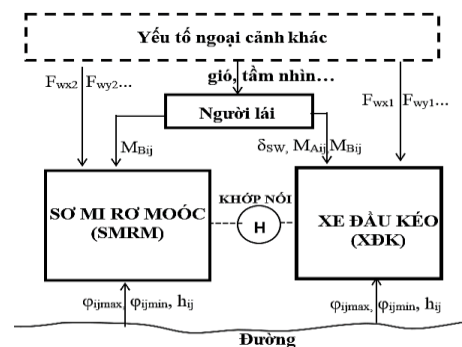 Yếu tố ngoại cảnh khác
gió, tầm nhìn...
Fwx2 Fwy2...
Fwx1 Fwy1...
Người lái
MBij
δSW, MAij MBij
SƠ MI RƠ MOÓC
(SMRM)
KHỚP NỐI
H
XE ĐẦU KÉO
(XĐK)
φijmax, φijmin, hij
φijmax, φijmin, hij
Đường